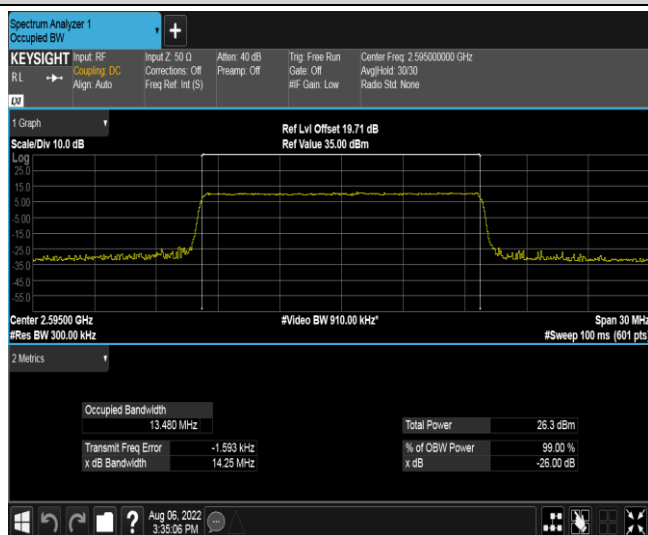 Spectrum Analyzer 1
Occupied BW
+
KEYSIGHT
RL
LXI
Input: RF
Coupling: DC
Align: Auto
Input Z: 50 Ω
Corrections: Off
Freq Ref: Int (S)
Atten: 40 dB
Preamp: Off
Trig: Free Run
Gate: Off
#IF Gain: Low
Center Freq: 2.595000000 GHz
Avg|Hold: 30/30
Radio Std: None
1 Graph
Scale/Div 10.0 dB
Ref Lvl Offset 19.71 dB
Ref Value 35.00 dBm
Log
25.0
15.0
5.00
-5.00
-15.0
-25.0
-35.0
-45.0
-55.0
Center 2.59500 GHz
#Res BW 300.00 kHz
#Video BW 910.00 kHz*
Span 30 MHz
#Sweep 100 ms (601 pts)
2 Metrics
Occupied Bandwidth
13.480 MHz
Transmit Freq Error -1.593 kHz
x dB Bandwidth 14.25 MHz
Total Power 26.3 dBm
% of OBW Power 99.00 %
x dB -26.00 dB
?
Aug 06, 2022
3:35:06 PM